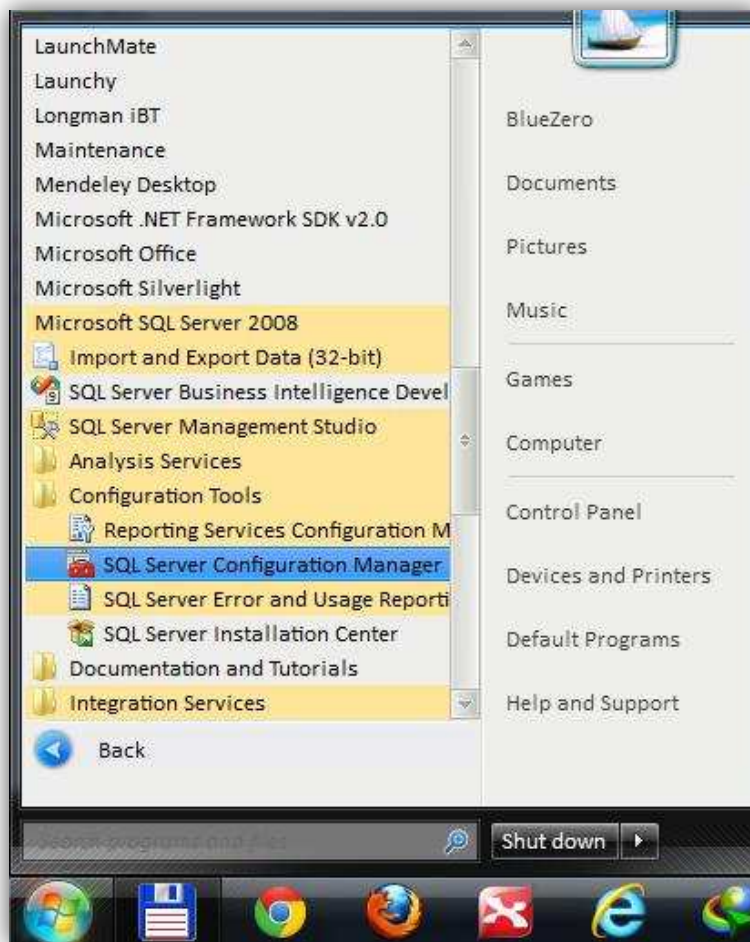 LaunchMate
Launchy
Longman iBT
Maintenance
Mendeley Desktop
Microsoft .NET Framework SDK v2.0
Microsoft Office
Microsoft Silverlight
Microsoft SQL Server 2008
Import and Export Data (32-bit)
SQL Server Business Intelligence Devel
SQL Server Management Studio
Analysis Services
Configuration Tools
Reporting Services Configuration M
SQL Server Configuration Manager
SQL Server Error and Usage Reporti
SQL Server Installation Center
Documentation and Tutorials
Integration Services
Back
Search programs and files
BlueZero
Documents
Pictures
Music
Games
Computer
Control Panel
Devices and Printers
Default Programs
Help and Support
Shut down